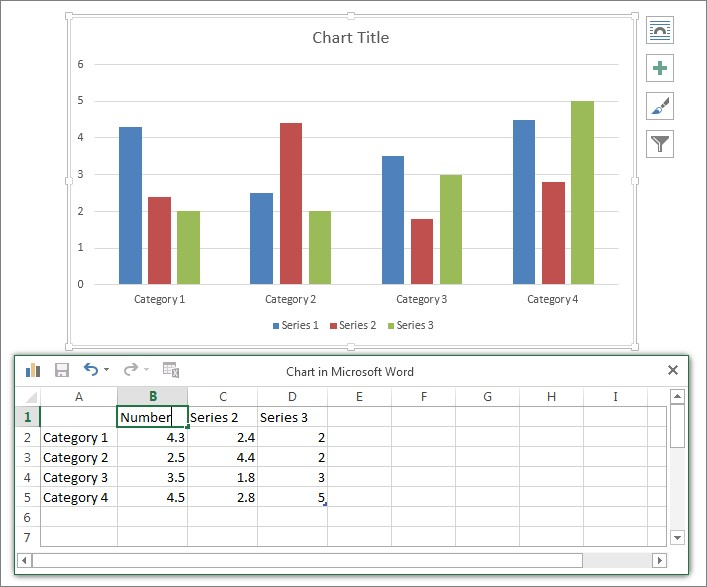 Chart Title
6
5
4
3
2
1
0
Category 1 Category 2 Category 3 Category 4
Series 1 Series 2 Series 3
Chart in Microsoft Word
A B C D E F G H I
1 Number Series 2 Series 3
2 Category 1 4.3 2.4 2
3 Category 2 2.5 4.4 2
4 Category 3 3.5 1.8 3
5 Category 4 4.5 2.8 5
6
7